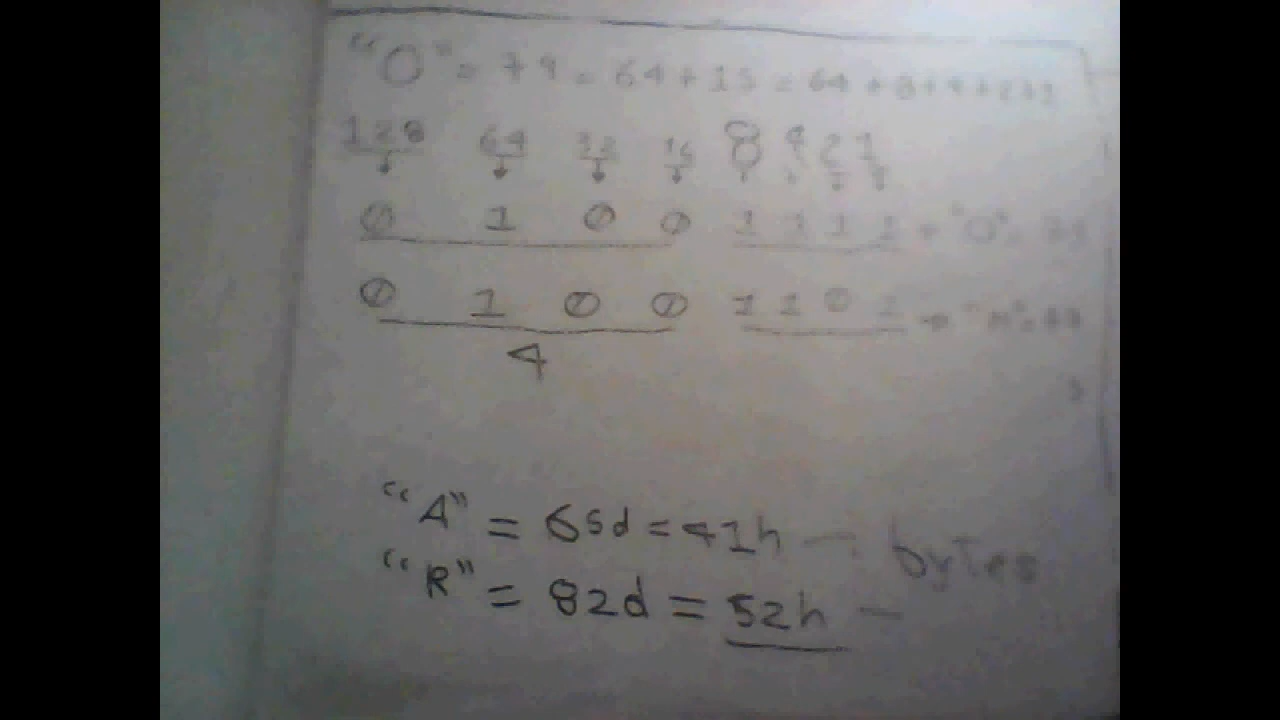 "O" = 79 = 64+15 = 64 + 8+4+2+1
128 64 32 16 8 4 2 1
0 1 0 0 1 1 1 1 → "O"
0 1 0 0 1 1 0 1 →
4
"A" = 65d = 41h — bytes
"R" = 82d = 52h —